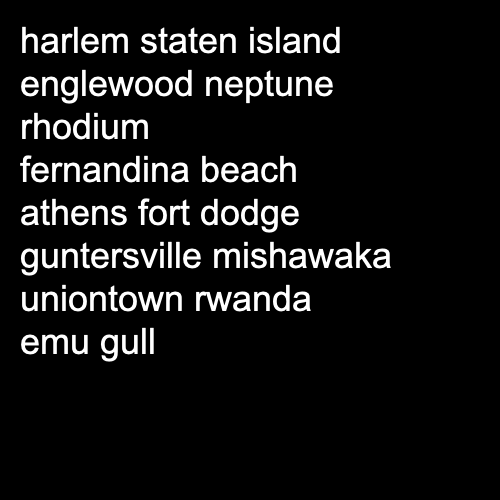 harlem staten island
englewood neptune
rhodium
fernandina beach
athens fort dodge
guntersville mishawaka
uniontown rwanda
emu gull